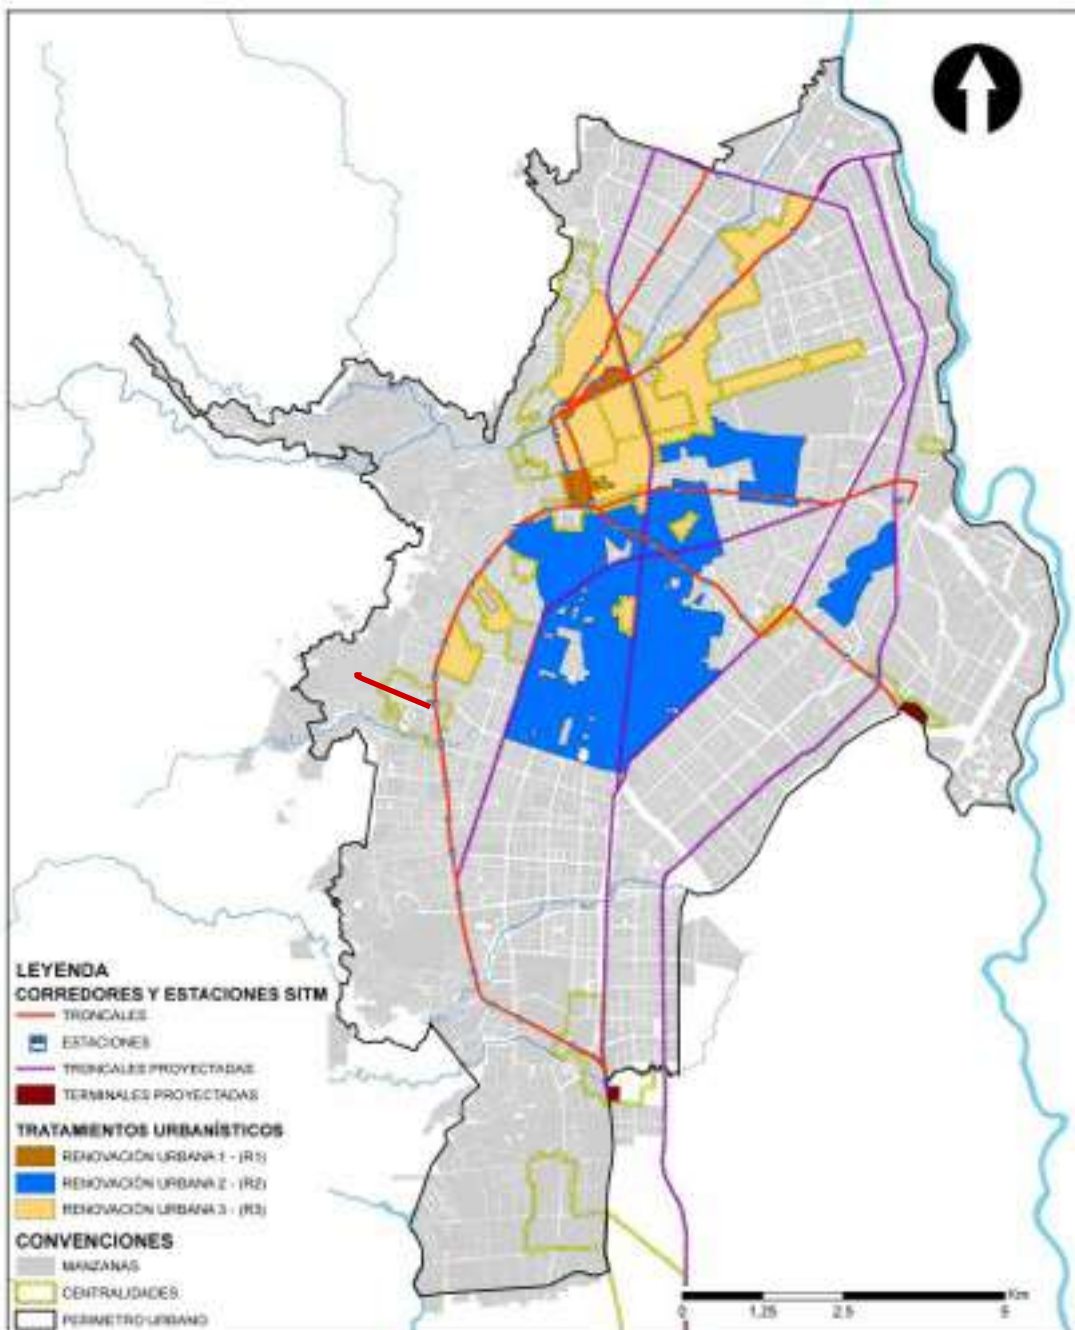 LEYENDA
CORREDORES Y ESTACIONES SITM
TRONCALES
ESTACIONES
TRONCALES PROYECTADAS
TERMINALES PROYECTADAS
TRATAMIENTOS URBANÍSTICOS
RENOVACIÓN URBANA 1 - (R1)
RENOVACIÓN URBANA 2 - (R2)
RENOVACIÓN URBANA 3 - (R3)
CONVENCIONES
MANZANAS
CENTRALIDADES
PERIMETRO URBANO
Km
0 1,25 2,5 5